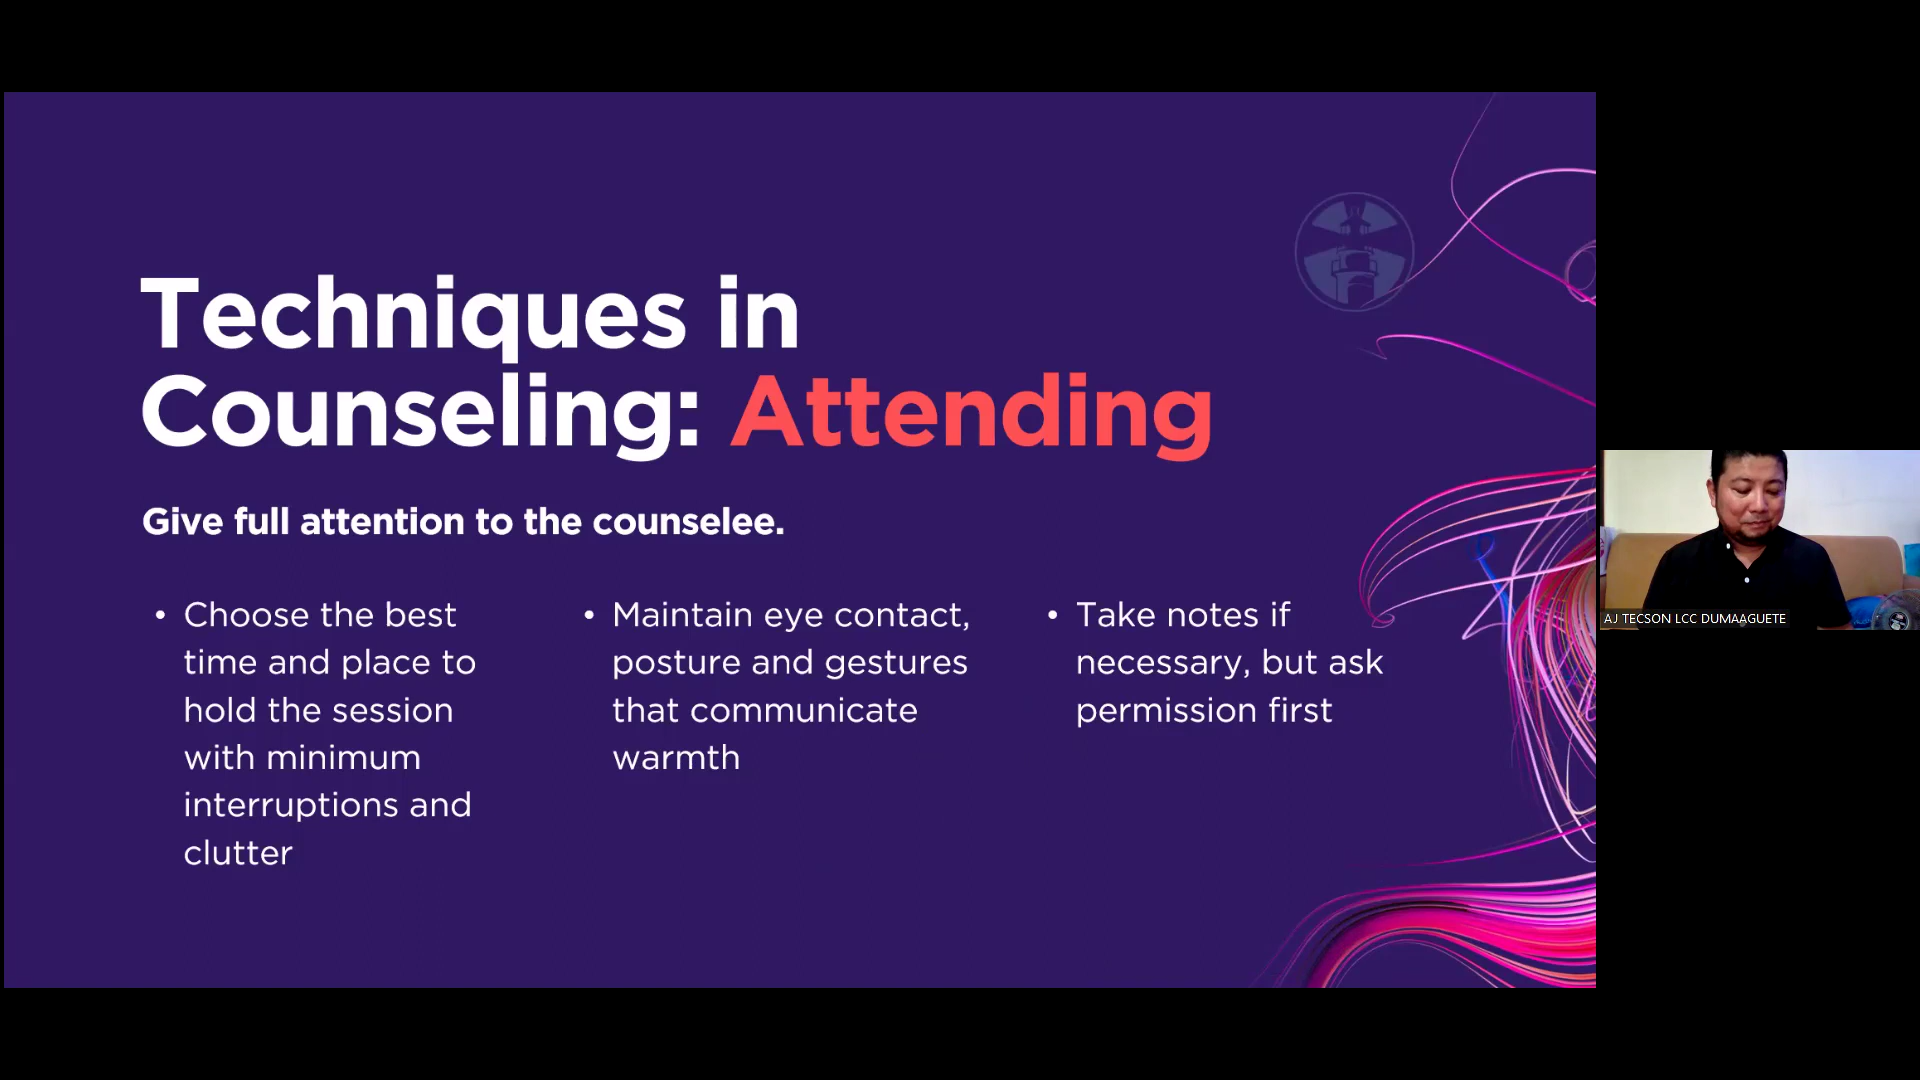 Techniques in
Counseling: Attending
Give full attention to the counselee.
• Choose the best
time and place to
hold the session
with minimum
interruptions and
clutter
• Maintain eye contact,
posture and gestures
that communicate
warmth
• Take notes if
necessary, but ask
permission first
AJ TECSON LCC DUMAAGUETE